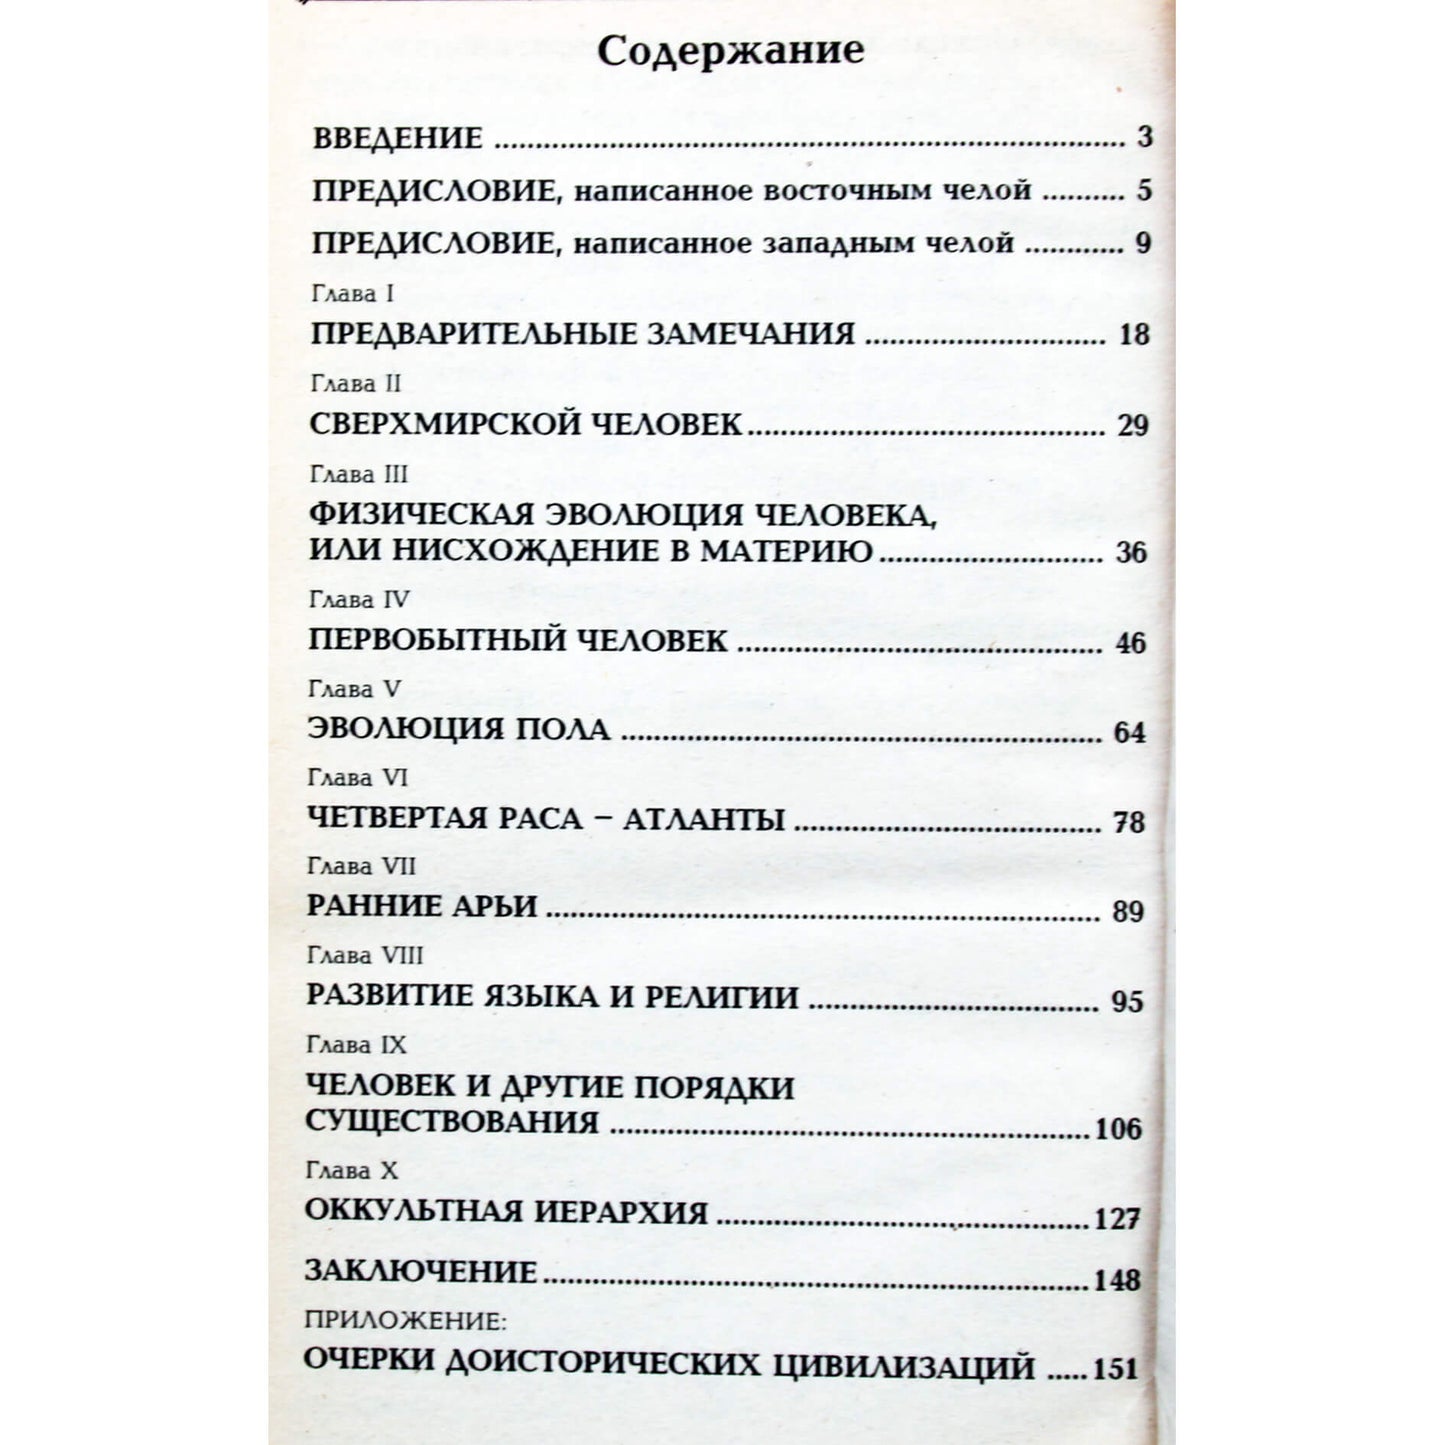 Содержание
ВВЕДЕНИЕ ........................................................................... 3
ПРЕДИСЛОВИЕ, написанное восточным челой .......... 5
ПРЕДИСЛОВИЕ, написанное западным челой ............ 9
Глава I
ПРЕДВАРИТЕЛЬНЫЕ ЗАМЕЧАНИЯ ............................. 18
Глава II
СВЕРХМИРСКОЙ ЧЕЛОВЕК........................................... 29
Глава III
ФИЗИЧЕСКАЯ ЭВОЛЮЦИЯ ЧЕЛОВЕКА,
ИЛИ НИСХОЖДЕНИЕ В МАТЕРИЮ........................... 36
Глава IV
ПЕРВОБЫТНЫЙ ЧЕЛОВЕК ............................................ 46
Глава V
ЭВОЛЮЦИЯ ПОЛА .......................................................... 64
Глава VI
ЧЕТВЕРТАЯ РАСА – АТЛАНТЫ ..................................... 78
Глава VII
РАННИЕ АРЬИ ................................................................... 89
Глава VIII
РАЗВИТИЕ ЯЗЫКА И РЕЛИГИИ ................................... 95
Глава IX
ЧЕЛОВЕК И ДРУГИЕ ПОРЯДКИ
СУЩЕСТВОВАНИЯ ..........................................................106
Глава X
ОККУЛЬТНАЯ ИЕРАРХИЯ .............................................127
ЗАКЛЮЧЕНИЕ..................................................................148
ПРИЛОЖЕНИЕ:
ОЧЕРКИ ДОИСТОРИЧЕСКИХ ЦИВИЛИЗАЦИЙ .....151